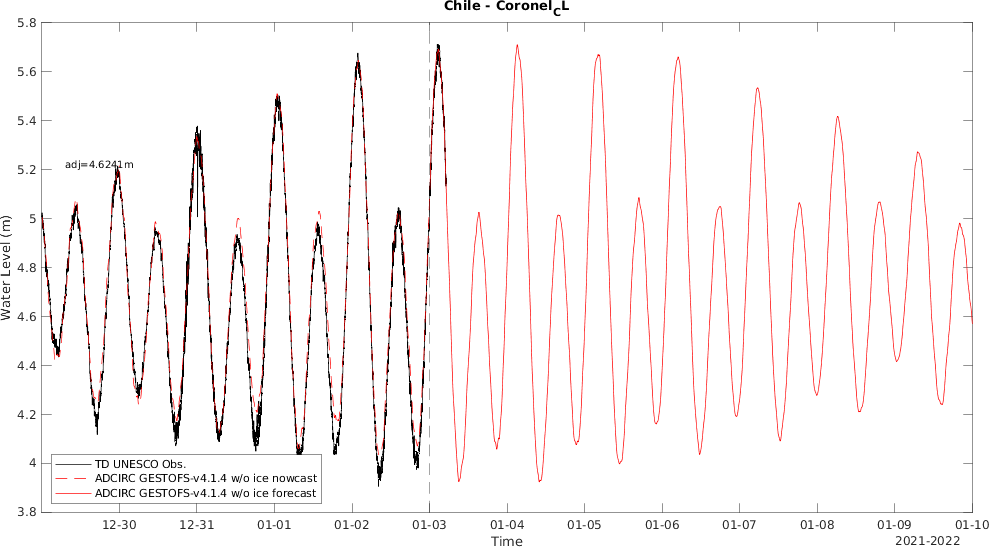 Chile - Coronel_CL
5.8
5.6
5.4
5.2
5
4.8
4.6
4.4
4.2
4
3.8
Water Level (m)
adj=4.6241m
TD UNESCO Obs.
ADCIRC GESTOFS-v4.1.4 w/o ice nowcast
ADCIRC GESTOFS-v4.1.4 w/o ice forecast
12-30 12-31 01-01 01-02 01-03 01-04 01-05 01-06 01-07 01-08 01-09 01-10
Time
2021-2022